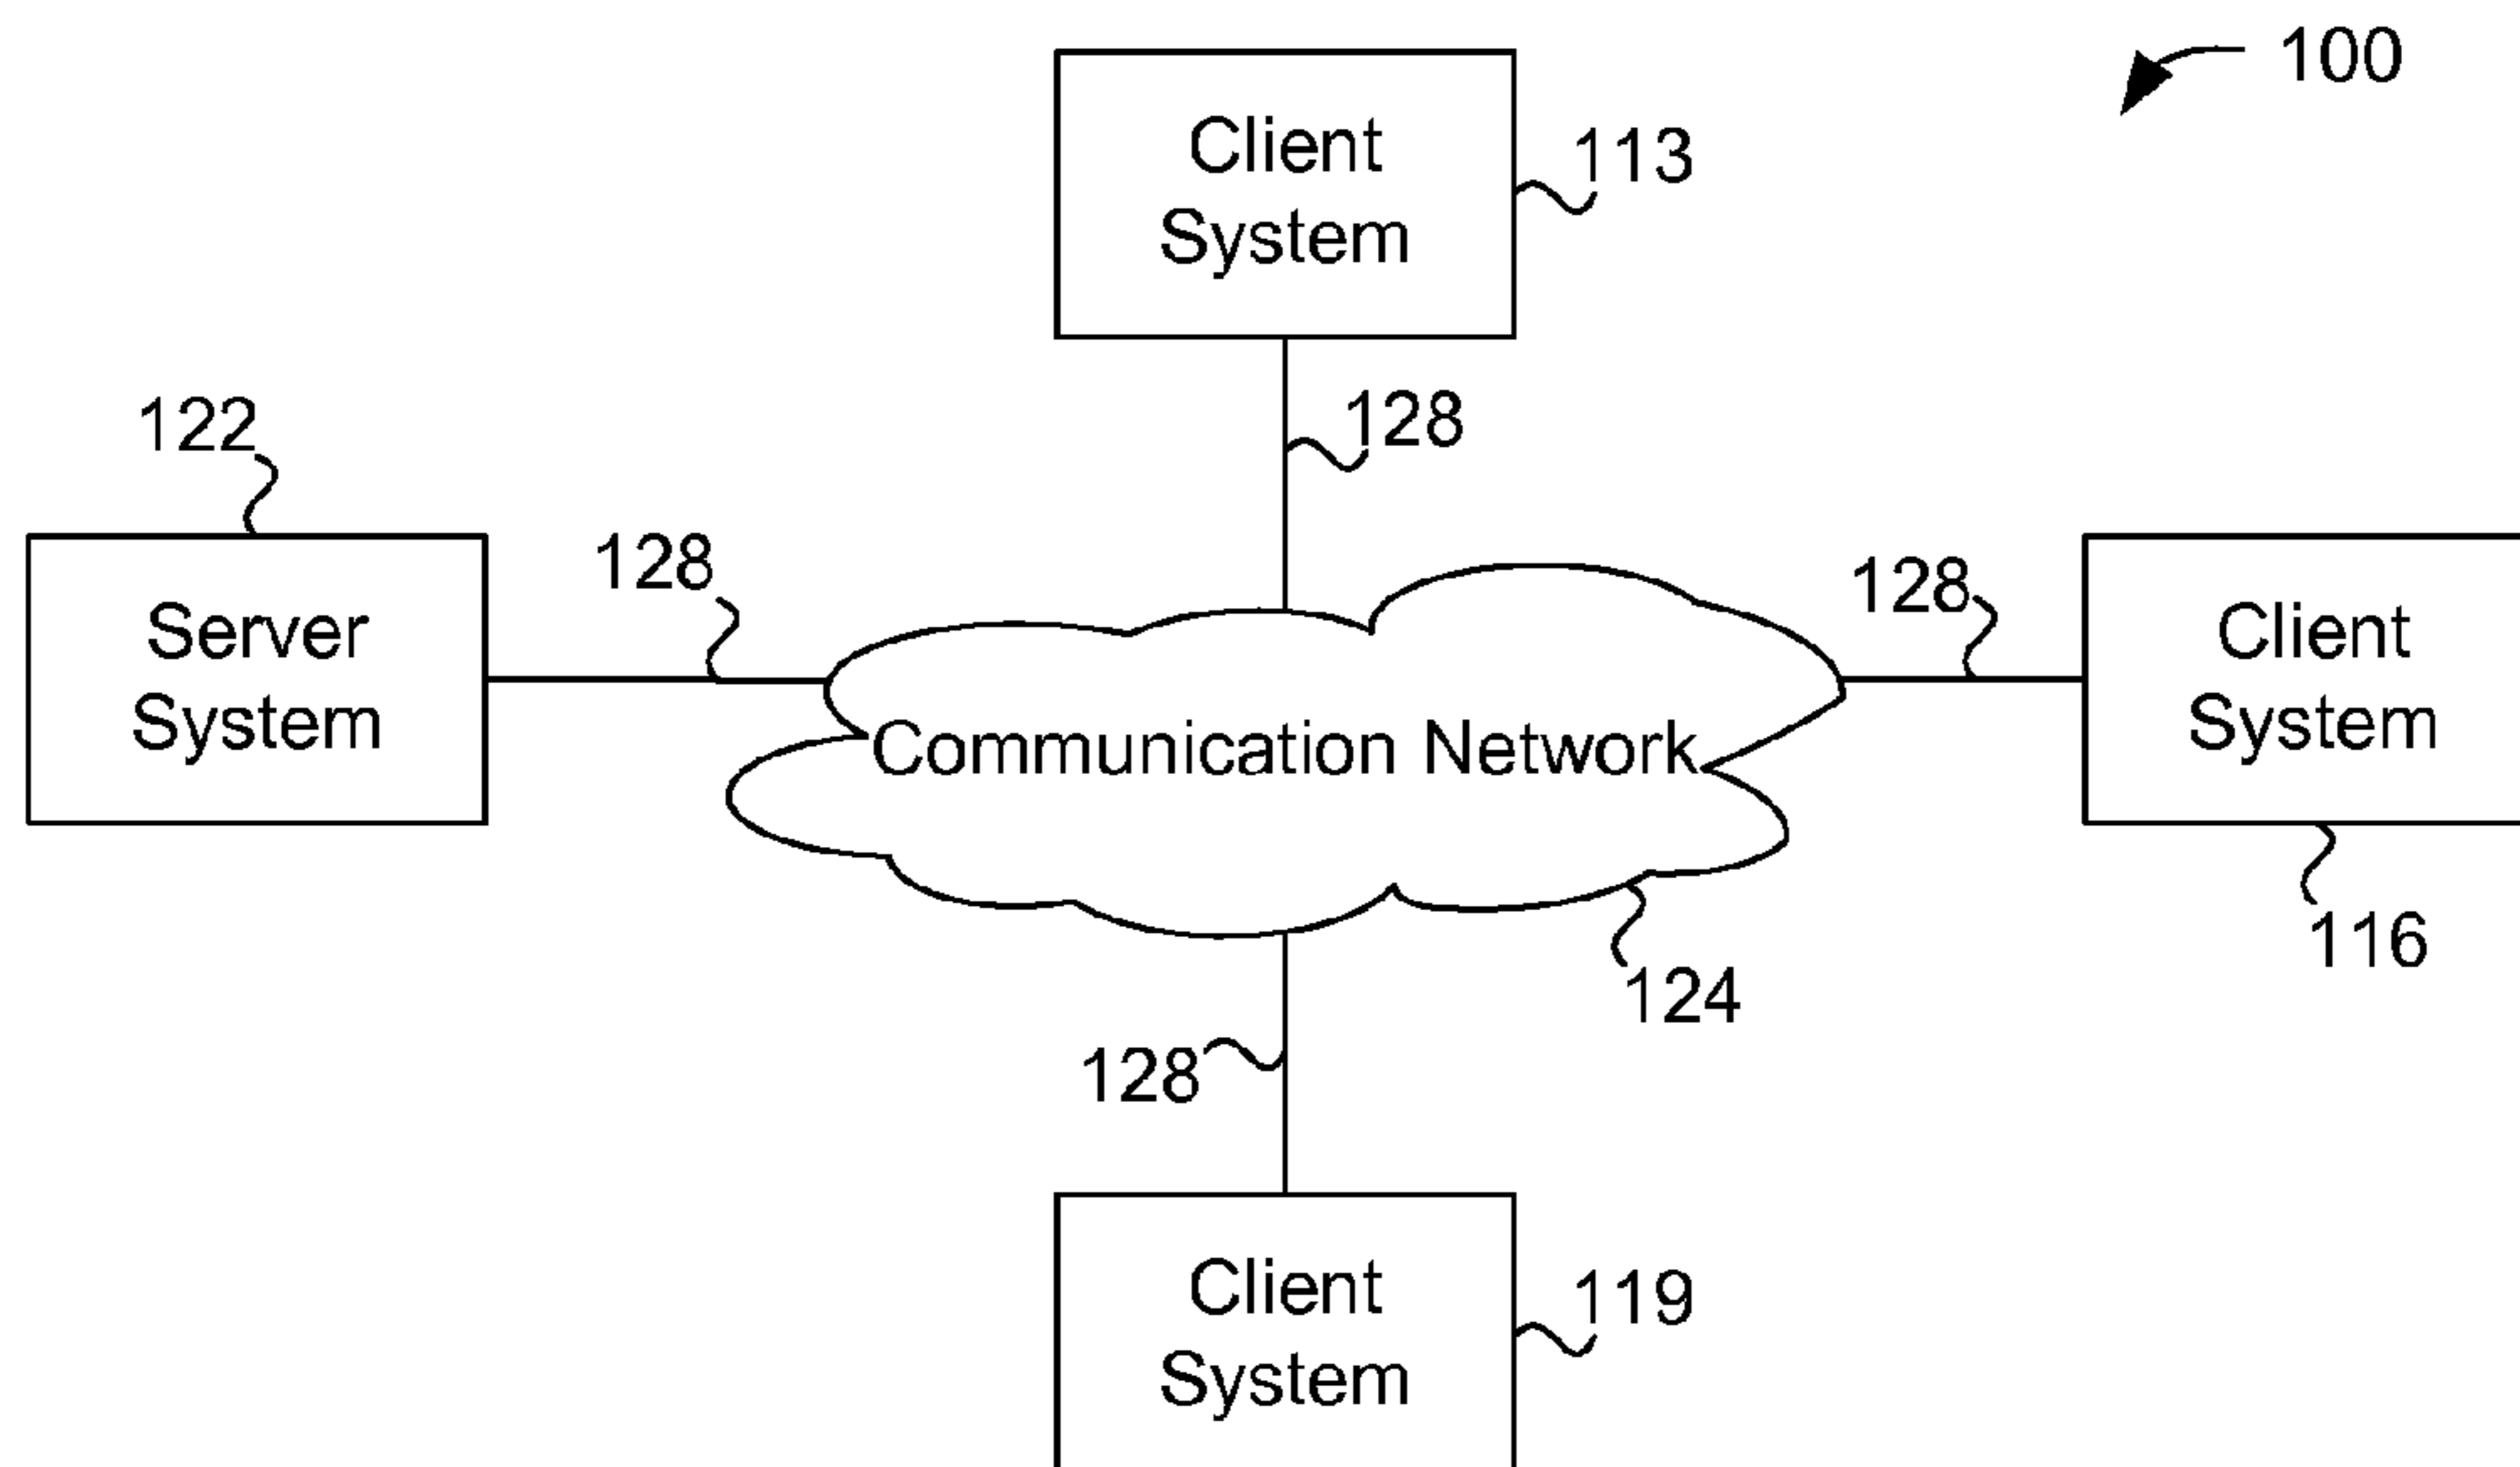 100
Client
System
113
128
122
Server
System
128
Communication Network
128
Client
System
116
124
128
Client
System
119